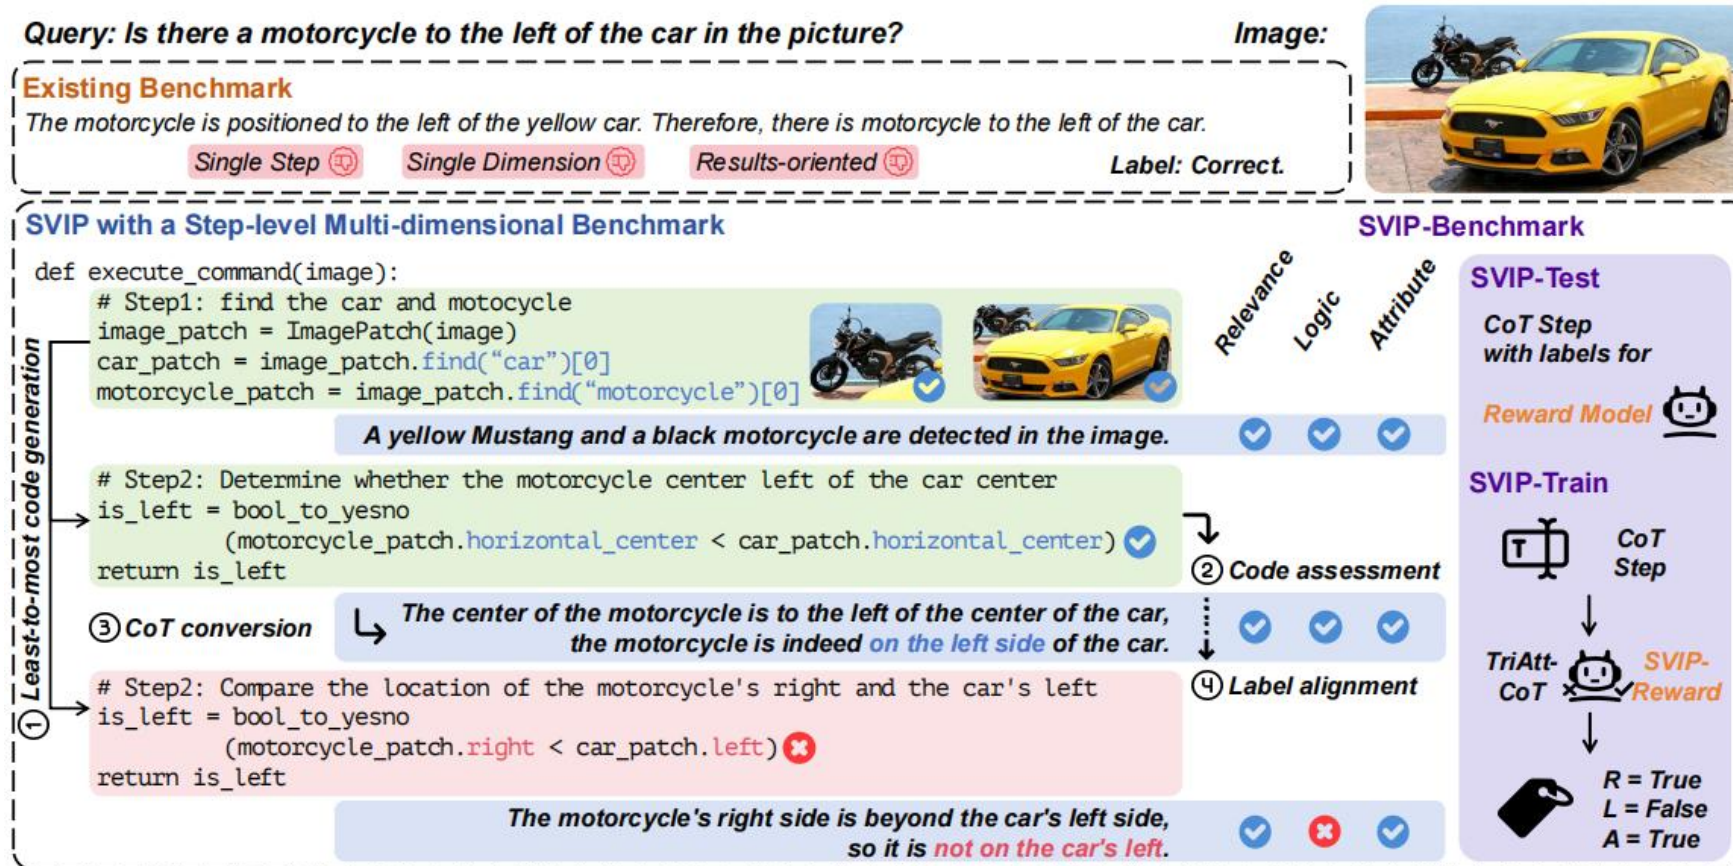 Query: Is there a motorcycle to the left of the car in the picture?
Image:
Existing Benchmark
The motorcycle is positioned to the left of the yellow car. Therefore, there is motorcycle to the left of the car.
Single Step
Single Dimension
Results-oriented
Label: Correct.
SVIP with a Step-level Multi-dimensional Benchmark
def execute_command(image):
# Step1: find the car and motocycle
image_patch = ImagePatch(image)
car_patch = image_patch.find(“car”)[0]
motorcycle_patch = image_patch.find(“motorcycle”)[0]
A yellow Mustang and a black motorcycle are detected in the image.
# Step2: Determine whether the motorcycle center left of the car center
is_left = bool_to_yesno
(motorcycle_patch.horizontal_center < car_patch.horizontal_center)
return is_left
③ CoT conversion
The center of the motorcycle is to the left of the center of the car,
the motorcycle is indeed on the left side of the car.
# Step2: Compare the location of the motorcycle's right and the car's left
is_left = bool_to_yesno
(motorcycle_patch.right < car_patch.left)
return is_left
The motorcycle's right side is beyond the car's left side,
so it is not on the car's left.
① Least-to-most code generation
Relevance
Logic
Attribute
② Code assessment
④ Label alignment
SVIP-Benchmark
SVIP-Test
CoT Step
with labels for
Reward Model
SVIP-Train
T
CoT
Step
TriAtt-
CoT
SVIP-
Reward
R = True
L = False
A = True